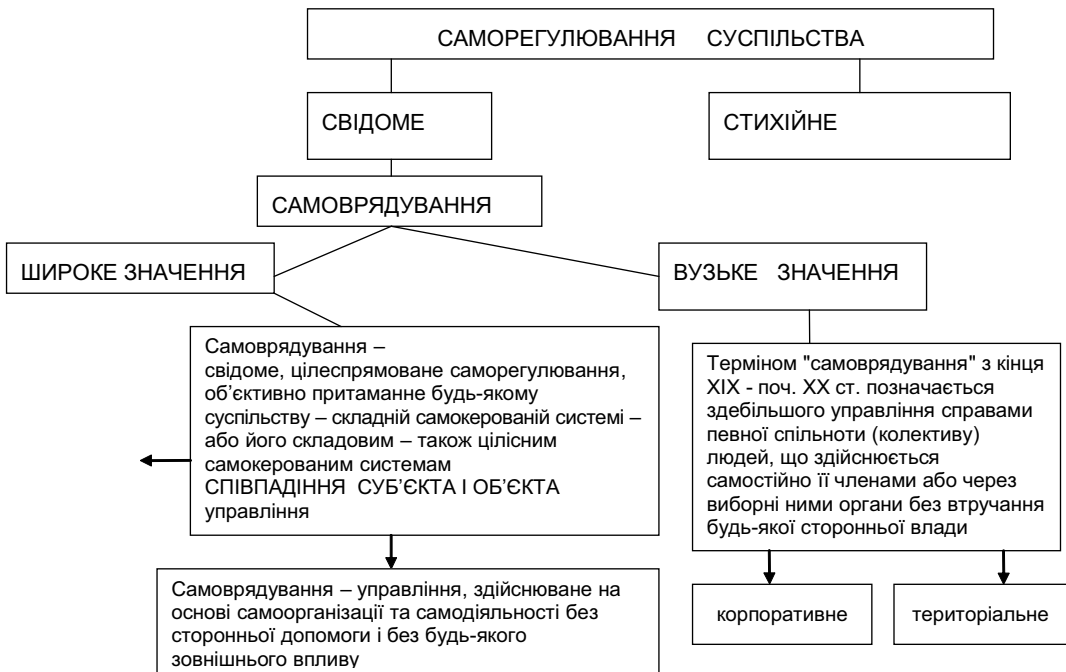 САМОРЕГУЛЮВАННЯ СУСПІЛЬСТВА
СВІДОМЕ
СТИХІЙНЕ
САМОВРЯДУВАННЯ
ШИРОКЕ ЗНАЧЕННЯ
ВУЗЬКЕ ЗНАЧЕННЯ
Самоврядування –
свідоме, цілеспрямоване саморегулювання,
об’єктивно притаманне будь-якому
суспільству – складній самокерованій системі –
або його складовим – також цілісним
самокерованим системам
СПІВПАДІННЯ СУБ’ЄКТА І ОБ’ЄКТА
управління
Терміном "самоврядування" з кінця
ХІХ - поч. ХХ ст. позначається
здебільшого управління справами
певної спільноти (колективу)
людей, що здійснюється
самостійно її членами або через
виборні ними органи без втручання
будь-якої сторонньої влади
Самоврядування – управління, здійснюване на
основі самоорганізації та самодіяльності без
сторонньої допомоги і без будь-якого
зовнішнього впливу
корпоративне
територіальне